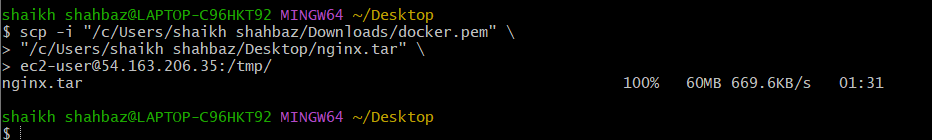 shaikh shahbaz@LAPTOP-C96HKT92 MINGW64 ~/Desktop
$ scp -i "/c/Users/shaikh shahbaz/Downloads/docker.pem" \
> "/c/Users/shaikh shahbaz/Desktop/nginx.tar" \
> ec2-user@54.163.206.35:/tmp/
nginx.tar 100% 60MB 669.6KB/s 01:31
shaikh shahbaz@LAPTOP-C96HKT92 MINGW64 ~/Desktop
$